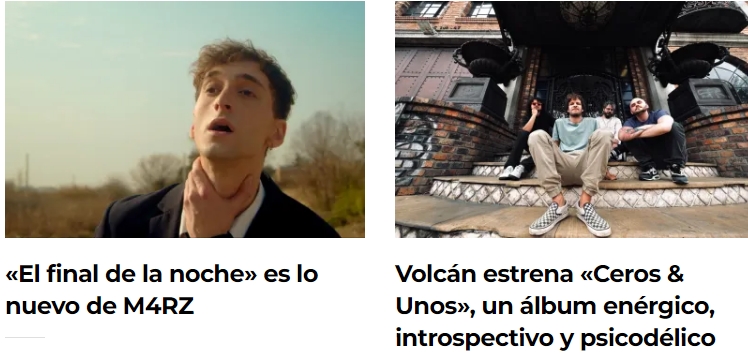 «El final de la noche» es lo
nuevo de M4RZ
Volcán estrena «Ceros &
Unos», un álbum enérgico,
introspectivo y psicodélico